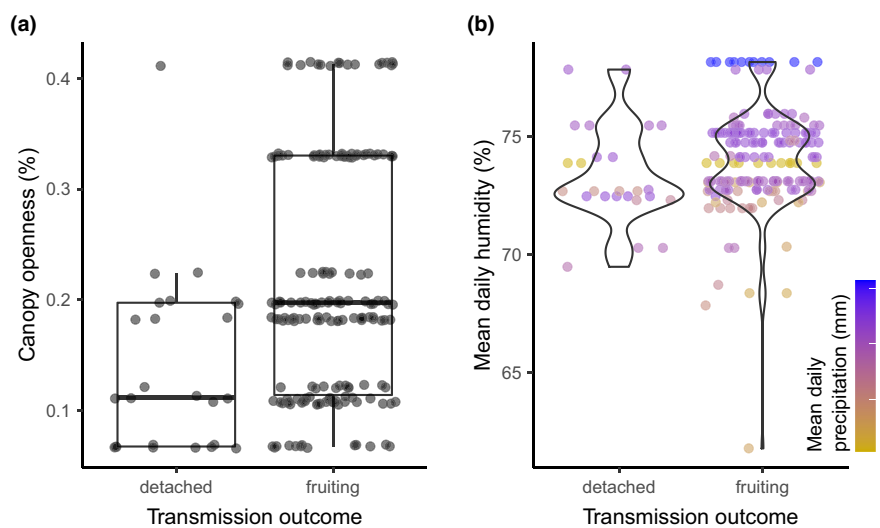 (a)
Canopy openness (%)
0.4
0.3
0.2
0.1
detached
fruiting
Transmission outcome
(b)
Mean daily humidity (%)
75
70
65
detached
fruiting
Transmission outcome
Mean daily
precipitation (mm)